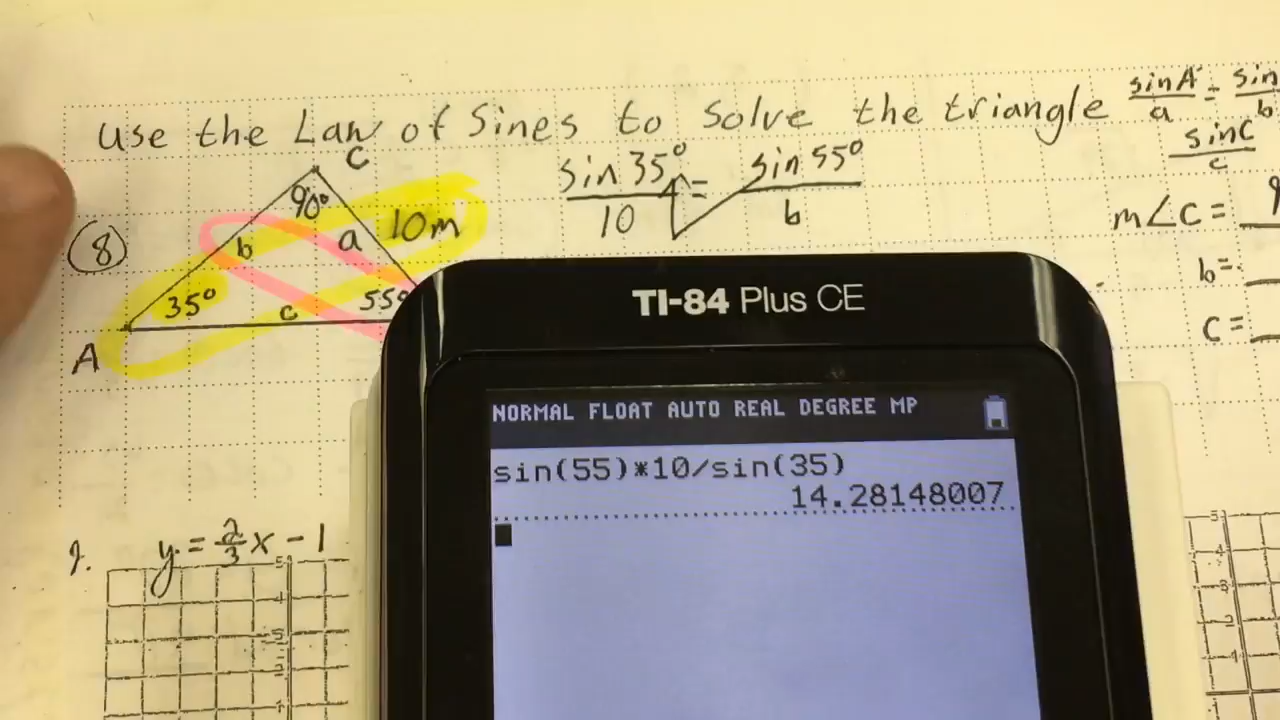 use the Law of Sines to solve the triangle sinA/a = sin/b
sinC/c
sin 35°/10 = sin 55°/b
C
90°
8
b
a
10m
35°
c
55°
A
m∠C =
b=
c=
TI-84 Plus CE
NORMAL FLOAT AUTO REAL DEGREE MP
sin(55)*10/sin(35)
14.28148007
9. y = 2/3 x - 1